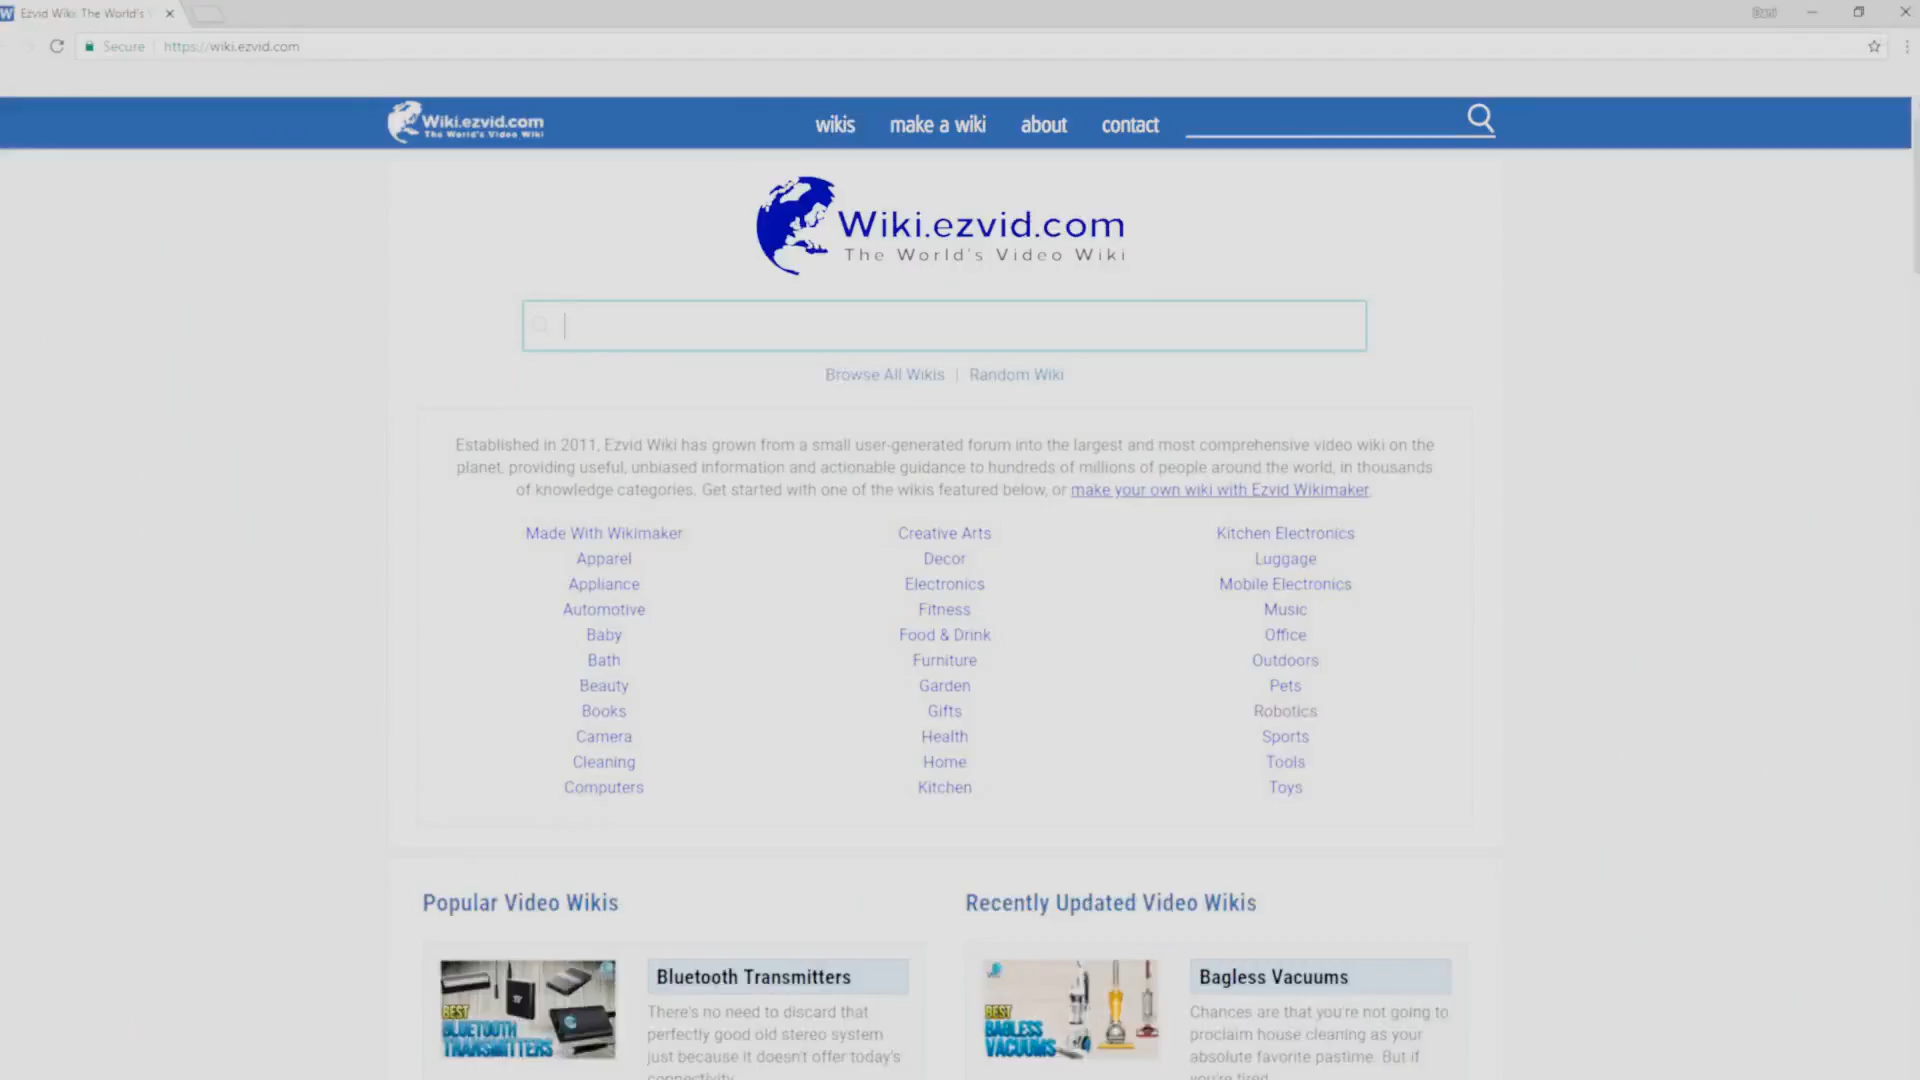 Ezvid Wiki: The World's
Secure https://wiki.ezvid.com
Wiki.ezvid.com
The World's Video Wiki
wikis make a wiki about contact
Wiki.ezvid.com
The World's Video Wiki
Browse All Wikis | Random Wiki
Established in 2011, Ezvid Wiki has grown from a small user-generated forum into the largest and most comprehensive video wiki on the
planet, providing useful, unbiased information and actionable guidance to hundreds of millions of people around the world, in thousands
of knowledge categories. Get started with one of the wikis featured below, or make your own wiki with Ezvid Wikimaker
Made With Wikimaker
Apparel
Appliance
Automotive
Baby
Bath
Beauty
Books
Camera
Cleaning
Computers
Creative Arts
Decor
Electronics
Fitness
Food & Drink
Furniture
Garden
Gifts
Health
Home
Kitchen
Kitchen Electronics
Luggage
Mobile Electronics
Music
Office
Outdoors
Pets
Robotics
Sports
Tools
Toys
Popular Video Wikis
BEST
BLUETOOTH
TRANSMITTERS
Bluetooth Transmitters
There's no need to discard that
perfectly good old stereo system
just because it doesn't offer today's
connectivity.
Recently Updated Video Wikis
BEST
BAGLESS
VACUUMS
Bagless Vacuums
Chances are that you're not going to
proclaim house cleaning as your
absolute favorite pastime. But if
you're tired